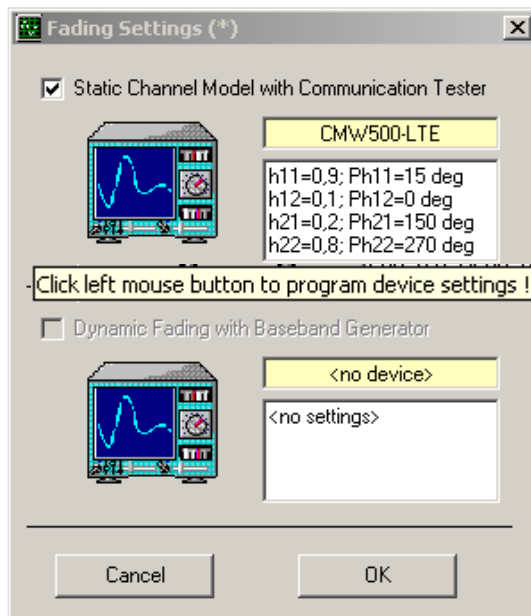 Fading Settings (*)
Static Channel Model with Communication Tester
CMW500-LTE
h11=0,9; Ph11=15 deg
h12=0,1; Ph12=0 deg
h21=0,2; Ph21=150 deg
h22=0,8; Ph22=270 deg
Click left mouse button to program device settings !
Dynamic Fading with Baseband Generator
<no device>
<no settings>
Cancel
OK